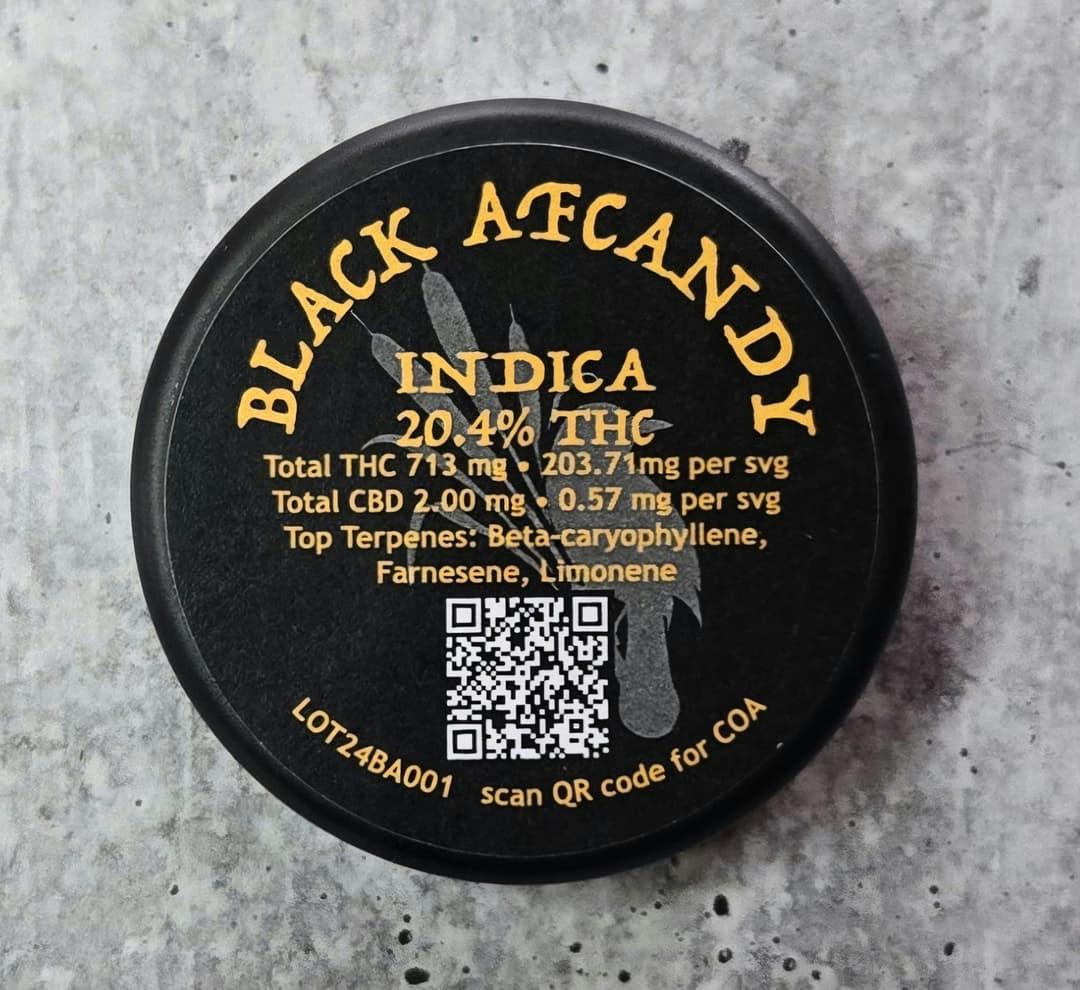 BLACK AFCANDY
INDICA
20.4% THC
Total THC 713 mg • 203.71mg per svg
Total CBD 2.00 mg • 0.57 mg per svg
Top Terpenes: Beta-caryophyllene,
Farnesene, Limonene
LOT24BA001 scan QR code for COA